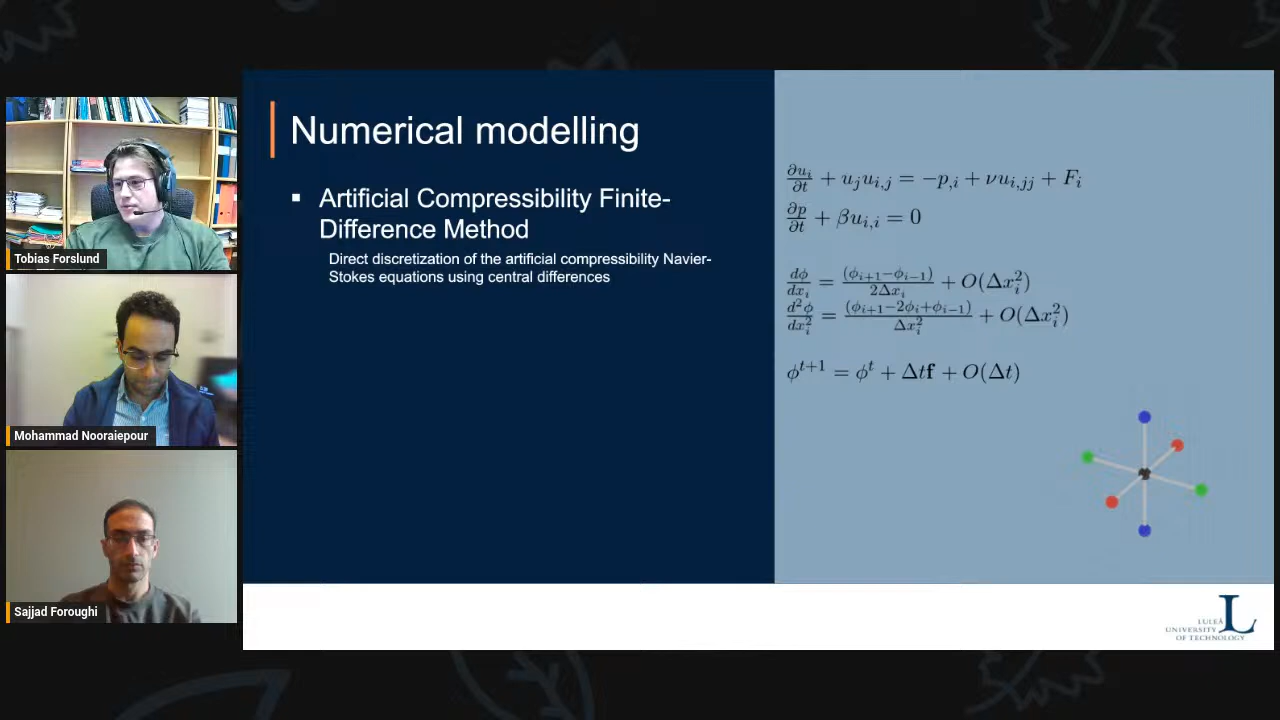 Tobias Forslund
Mohammad Nooraiepour
Sajjad Foroughi
Numerical modelling
▪ Artificial Compressibility Finite-
Difference Method
Direct discretization of the artificial compressibility Navier-
Stokes equations using central differences
∂u_i/∂t + u_j u_{i,j} = −p_{,i} + νu_{i,jj} + F_i
∂p/∂t + βu_{i,i} = 0
dϕ/dx_i = (ϕ_{i+1}−ϕ_{i−1})/2Δx_i + O(Δx_i^2)
d^2ϕ/dx_i^2 = (ϕ_{i+1}−2ϕ_i+ϕ_{i−1})/Δx_i^2 + O(Δx_i^2)
ϕ^{t+1} = ϕ^t + Δtf + O(Δt)
LULEÅ
UNIVERSITY
OF TECHNOLOGY
L